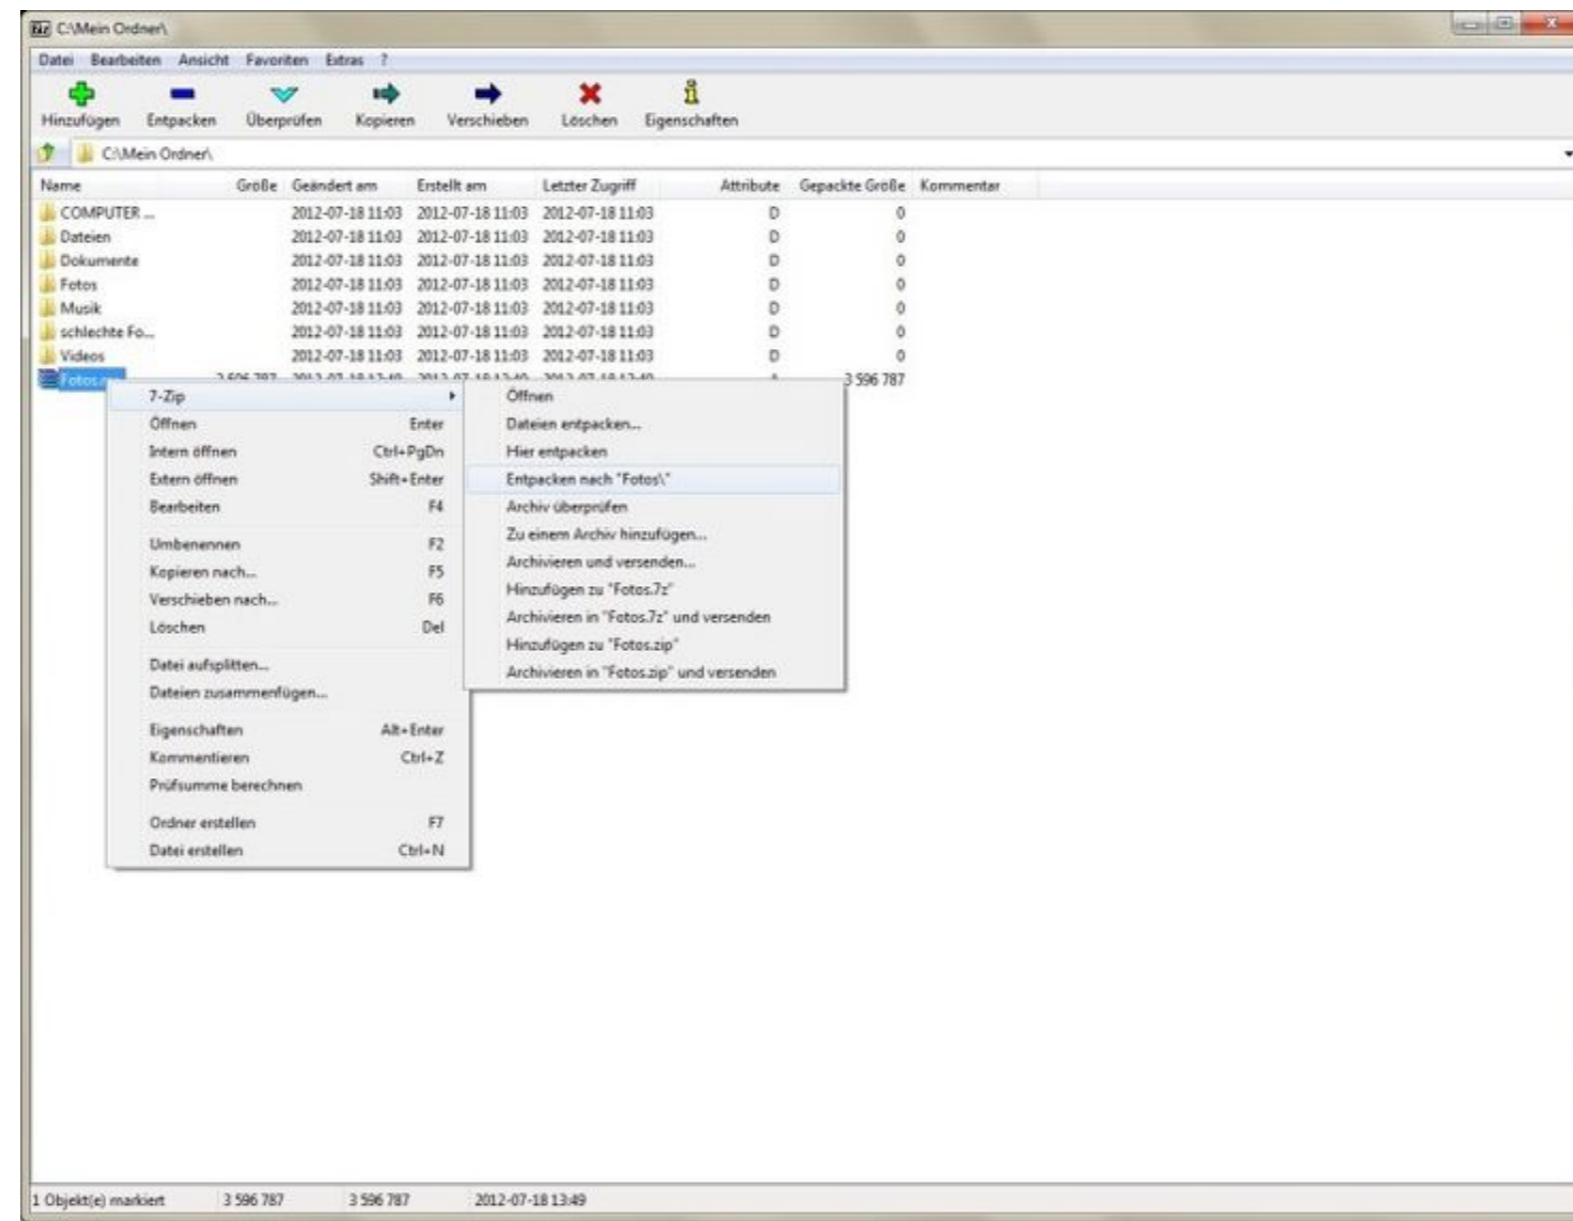 C:\Mein Ordner\
Datei Bearbeiten Ansicht Favoriten Extras ?
Hinzufügen Entpacken Überprüfen Kopieren Verschieben Löschen Eigenschaften
C:\Mein Ordner\
Name Größe Geändert am Erstellt am Letzter Zugriff Attribute Gepackte Größe Kommentar
COMPUTER ... 2012-07-18 11:03 2012-07-18 11:03 2012-07-18 11:03 D 0
Dateien 2012-07-18 11:03 2012-07-18 11:03 2012-07-18 11:03 D 0
Dokumente 2012-07-18 11:03 2012-07-18 11:03 2012-07-18 11:03 D 0
Fotos 2012-07-18 11:03 2012-07-18 11:03 2012-07-18 11:03 D 0
Musik 2012-07-18 11:03 2012-07-18 11:03 2012-07-18 11:03 D 0
schlechte Fo... 2012-07-18 11:03 2012-07-18 11:03 2012-07-18 11:03 D 0
Videos 2012-07-18 11:03 2012-07-18 11:03 2012-07-18 11:03 D 0
3 596 787
7-Zip
Öffnen Enter
Intern öffnen Ctrl+PgDn
Extern öffnen Shift+Enter
Bearbeiten F4
Umbenennen F2
Kopieren nach... F5
Verschieben nach... F6
Löschen Del
Datei aufsplitten...
Dateien zusammenfügen...
Eigenschaften Alt+Enter
Kommentieren Ctrl+Z
Prüfsumme berechnen
Ordner erstellen F7
Datei erstellen Ctrl+N
Öffnen
Dateien entpacken...
Hier entpacken
Entpacken nach "Fotos\"
Archiv überprüfen
Zu einem Archiv hinzufügen...
Archivieren und versenden...
Hinzufügen zu "Fotos.7z"
Archivieren in "Fotos.7z" und versenden
Hinzufügen zu "Fotos.zip"
Archivieren in "Fotos.zip" und versenden
1 Objekt(e) markiert 3 596 787 3 596 787 2012-07-18 13:49